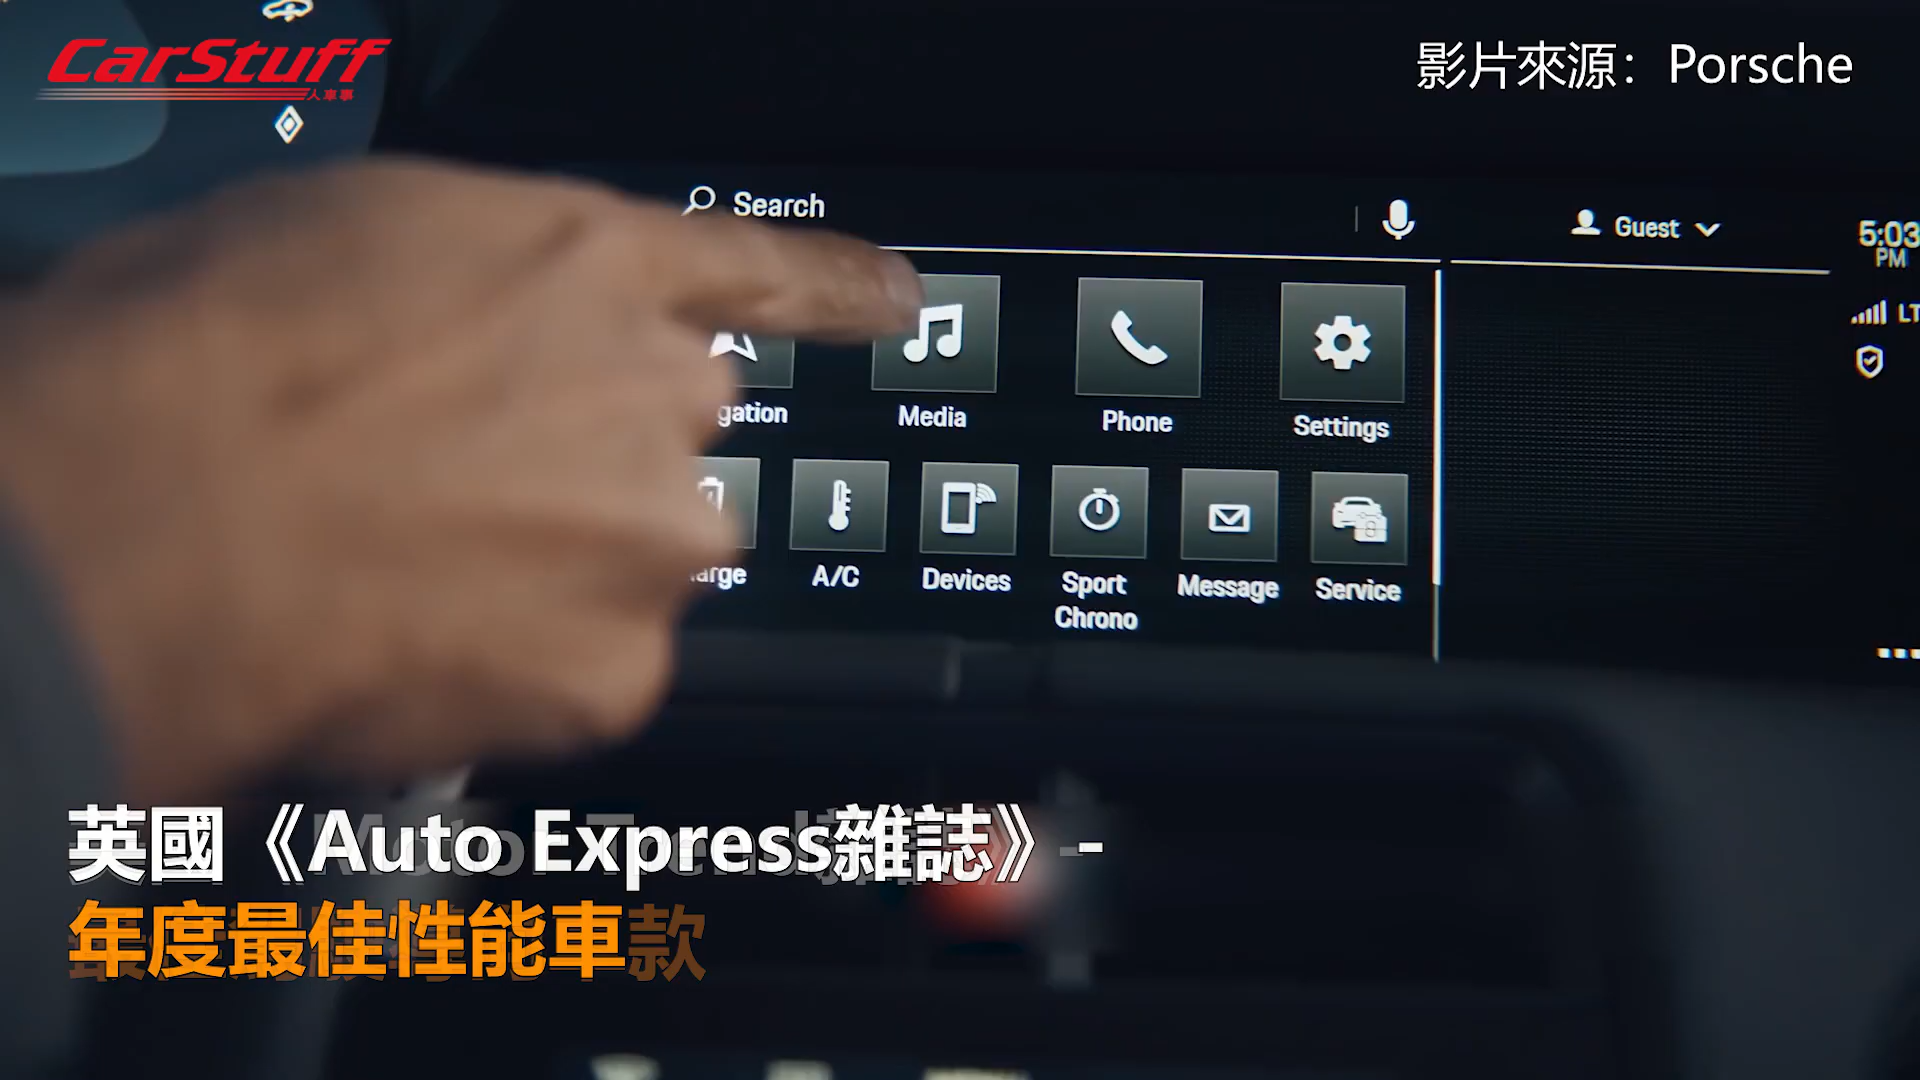 CarStuff
人車事
影片來源：Porsche
Search
Guest
5:03
PM
LT
gation
Media
Phone
Settings
arge
A/C
Devices
Sport
Chrono
Message
Service
英國《Auto Express雜誌》-
年度最佳性能車款